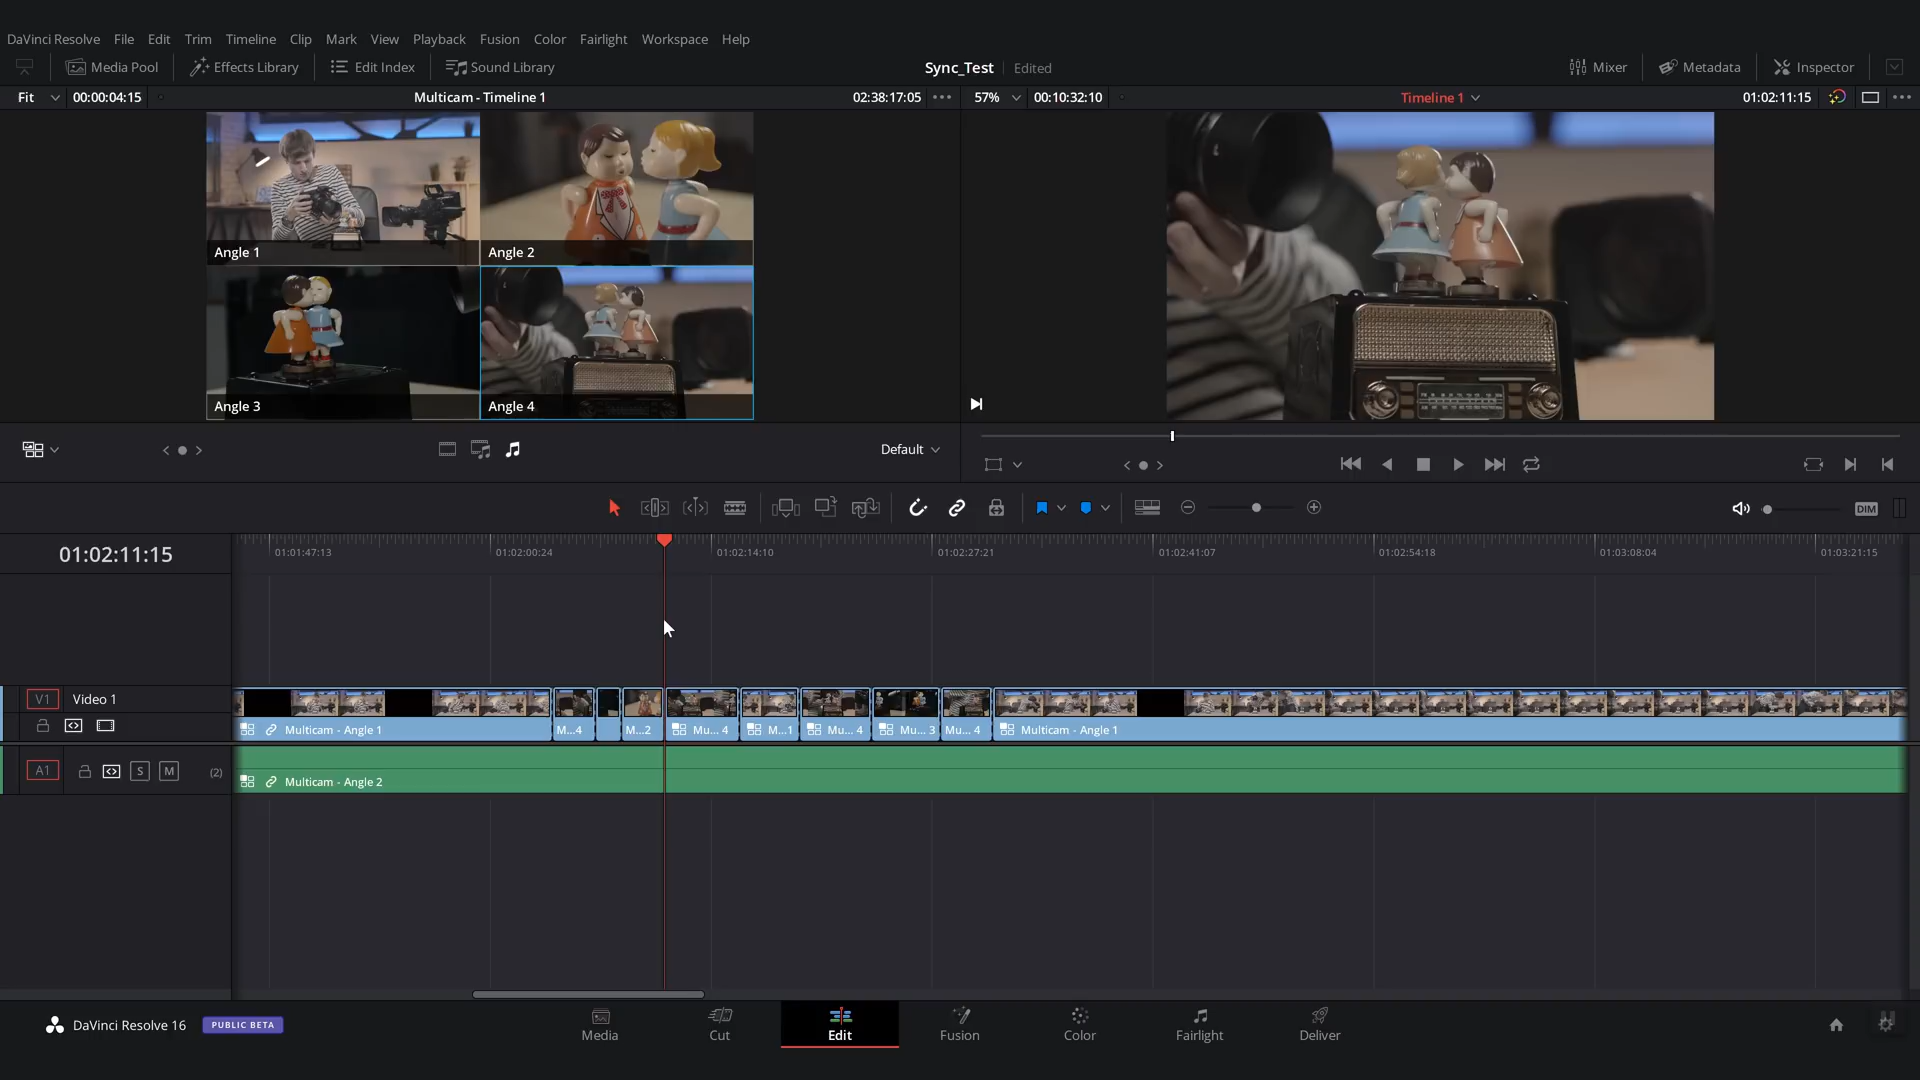 DaVinci Resolve File Edit Trim Timeline Clip Mark View Playback Fusion Color Fairlight Workspace Help
Media Pool Effects Library Edit Index Sound Library Sync_Test Edited Mixer Metadata Inspector
Fit 00:00:04:15 Multicam - Timeline 1 02:38:17:05 57% 00:10:32:10 Timeline 1 01:02:11:15
Angle 1 Angle 2
Angle 3 Angle 4
Default
DIM
01:02:11:15 01:01:47:13 01:02:00:24 01:02:14:10 01:02:27:21 01:02:41:07 01:02:54:18 01:03:08:04 01:03:21:15
V1 Video 1
Multicam - Angle 1 M...4 M...2 Mu... 4 M...1 Mu... 4 Mu... 3 Mu... 4 Multicam - Angle 1
A1 S M (2)
Multicam - Angle 2
DaVinci Resolve 16 PUBLIC BETA Media Cut Edit Fusion Color Fairlight Deliver